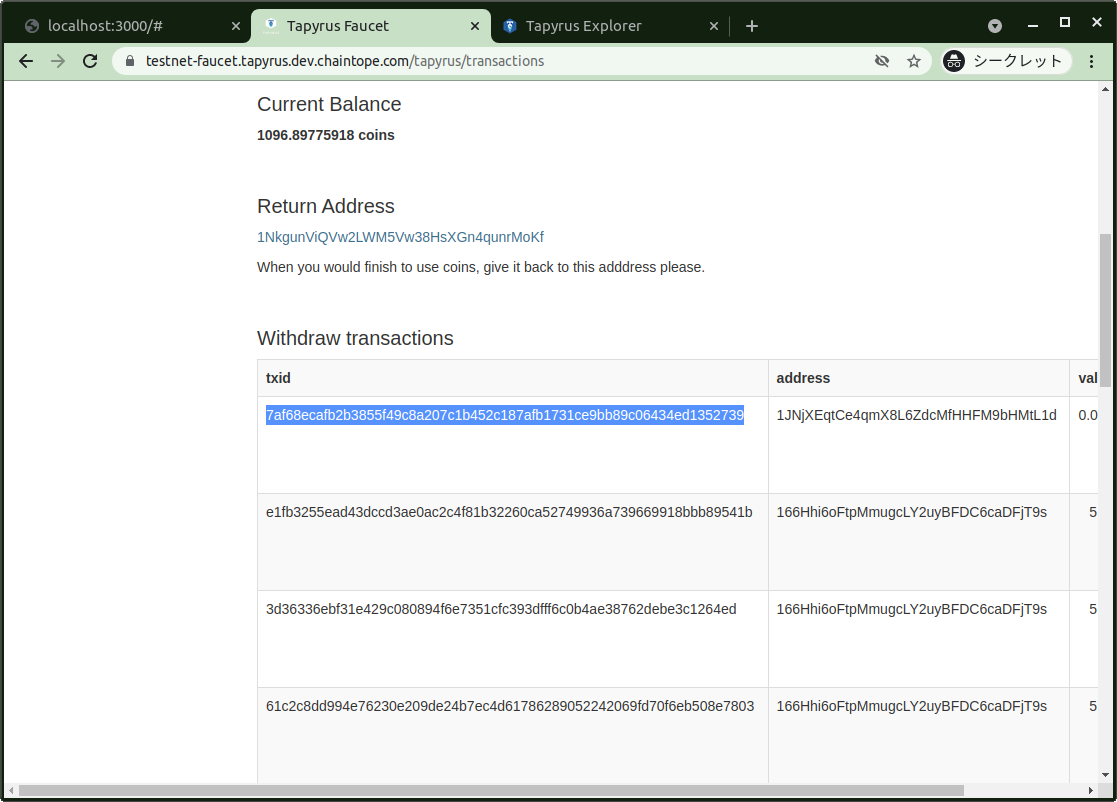 localhost:3000/#
Tapyrus Faucet
Tapyrus Explorer
testnet-faucet.tapyrus.dev.chaintope.com/tapyrus/transactions
シークレット
Current Balance
1096.89775918 coins
Return Address
1NkgunViQVw2LWM5Vw38HsXGn4qunrMoKf
When you would finish to use coins, give it back to this adddress please.
Withdraw transactions
txid address val
7af68ecafb2b3855f49c8a207c1b452c187afb1731ce9bb89c06434ed1352739 1JNjXEqtCe4qmX8L6ZdcMfHHFM9bHMtL1d 0.0
e1fb3255ead43dccd3ae0ac2c4f81b32260ca52749936a739669918bbb89541b 166Hhi6oFtpMmugcLY2uyBFDC6caDFjT9s 5
3d36336ebf31e429c080894f6e7351cfc393dfff6c0b4ae38762debe3c1264ed 166Hhi6oFtpMmugcLY2uyBFDC6caDFjT9s 5
61c2c8dd994e76230e209de24b7ec4d61786289052242069fd70f6eb508e7803 166Hhi6oFtpMmugcLY2uyBFDC6caDFjT9s 5